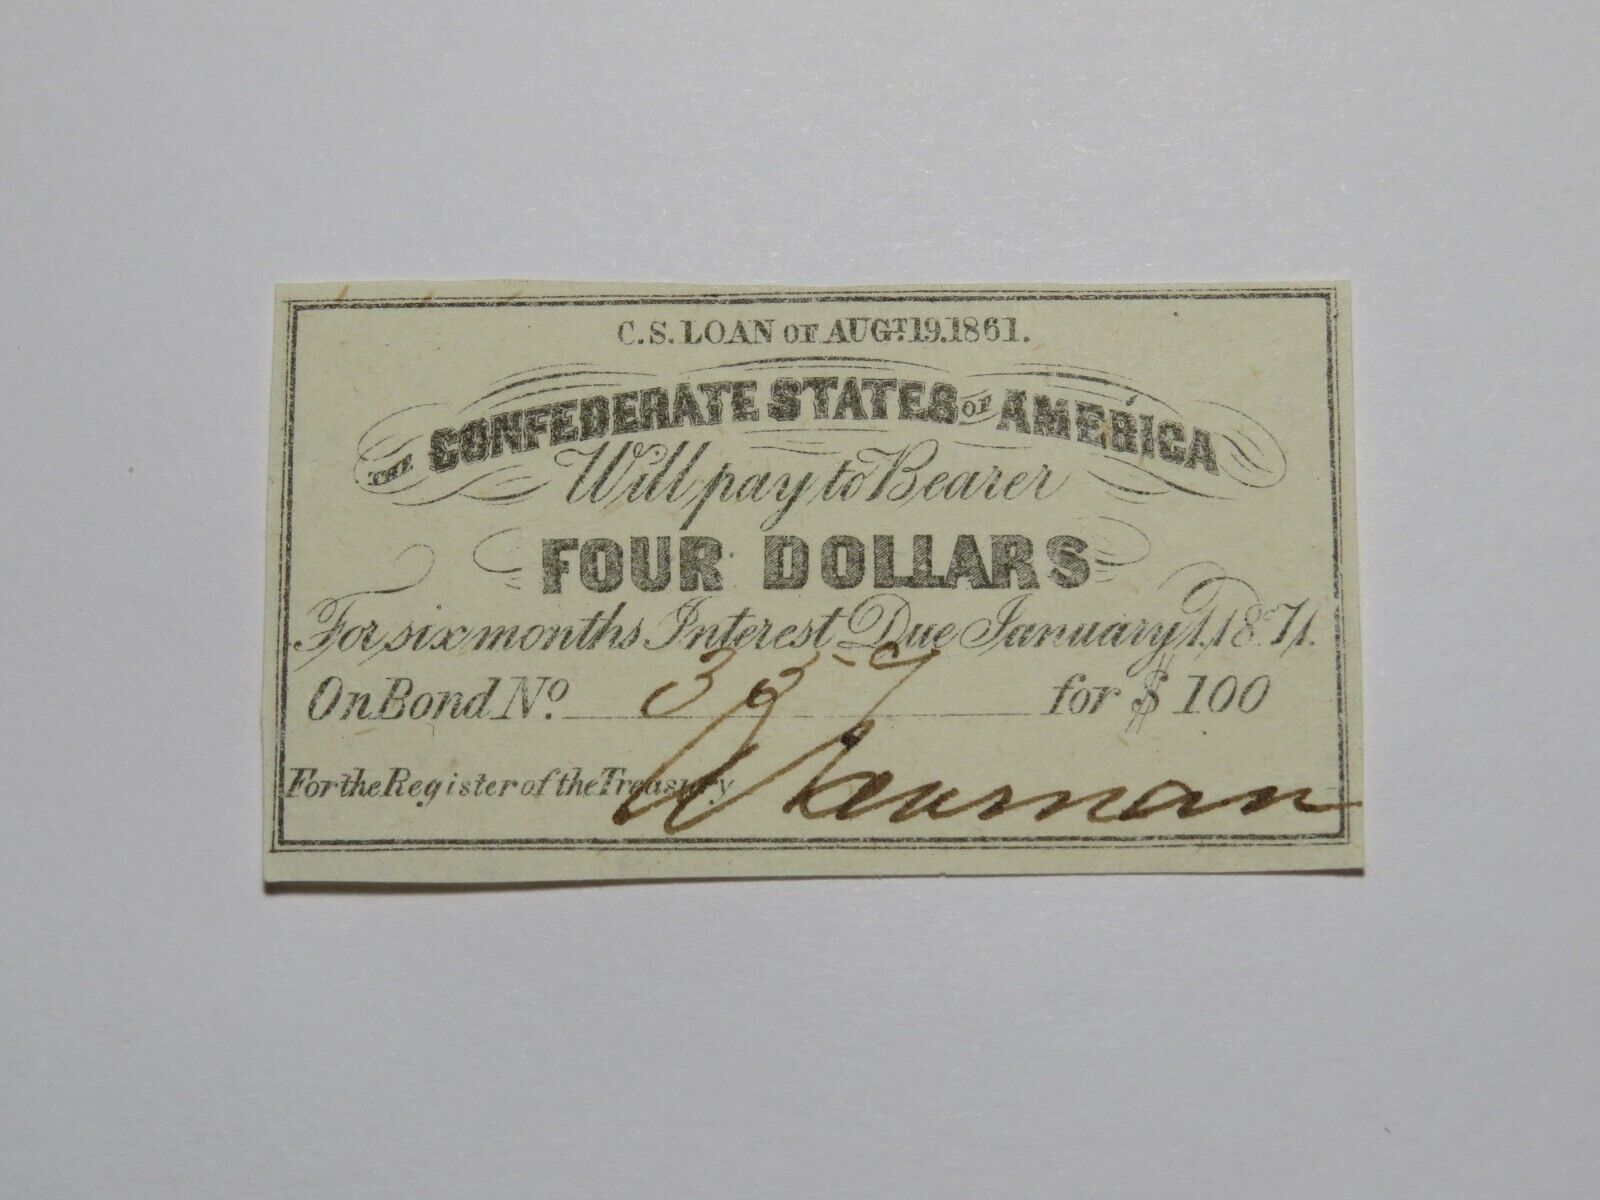 C.S. LOAN OF AUGT. 19. 1861.
THE CONFEDERATE STATES OF AMERICA
Will pay to Bearer
FOUR DOLLARS
For six months Interest Due January 1, 1871.
On Bond No. for $ 100
For the Register of the Treasury